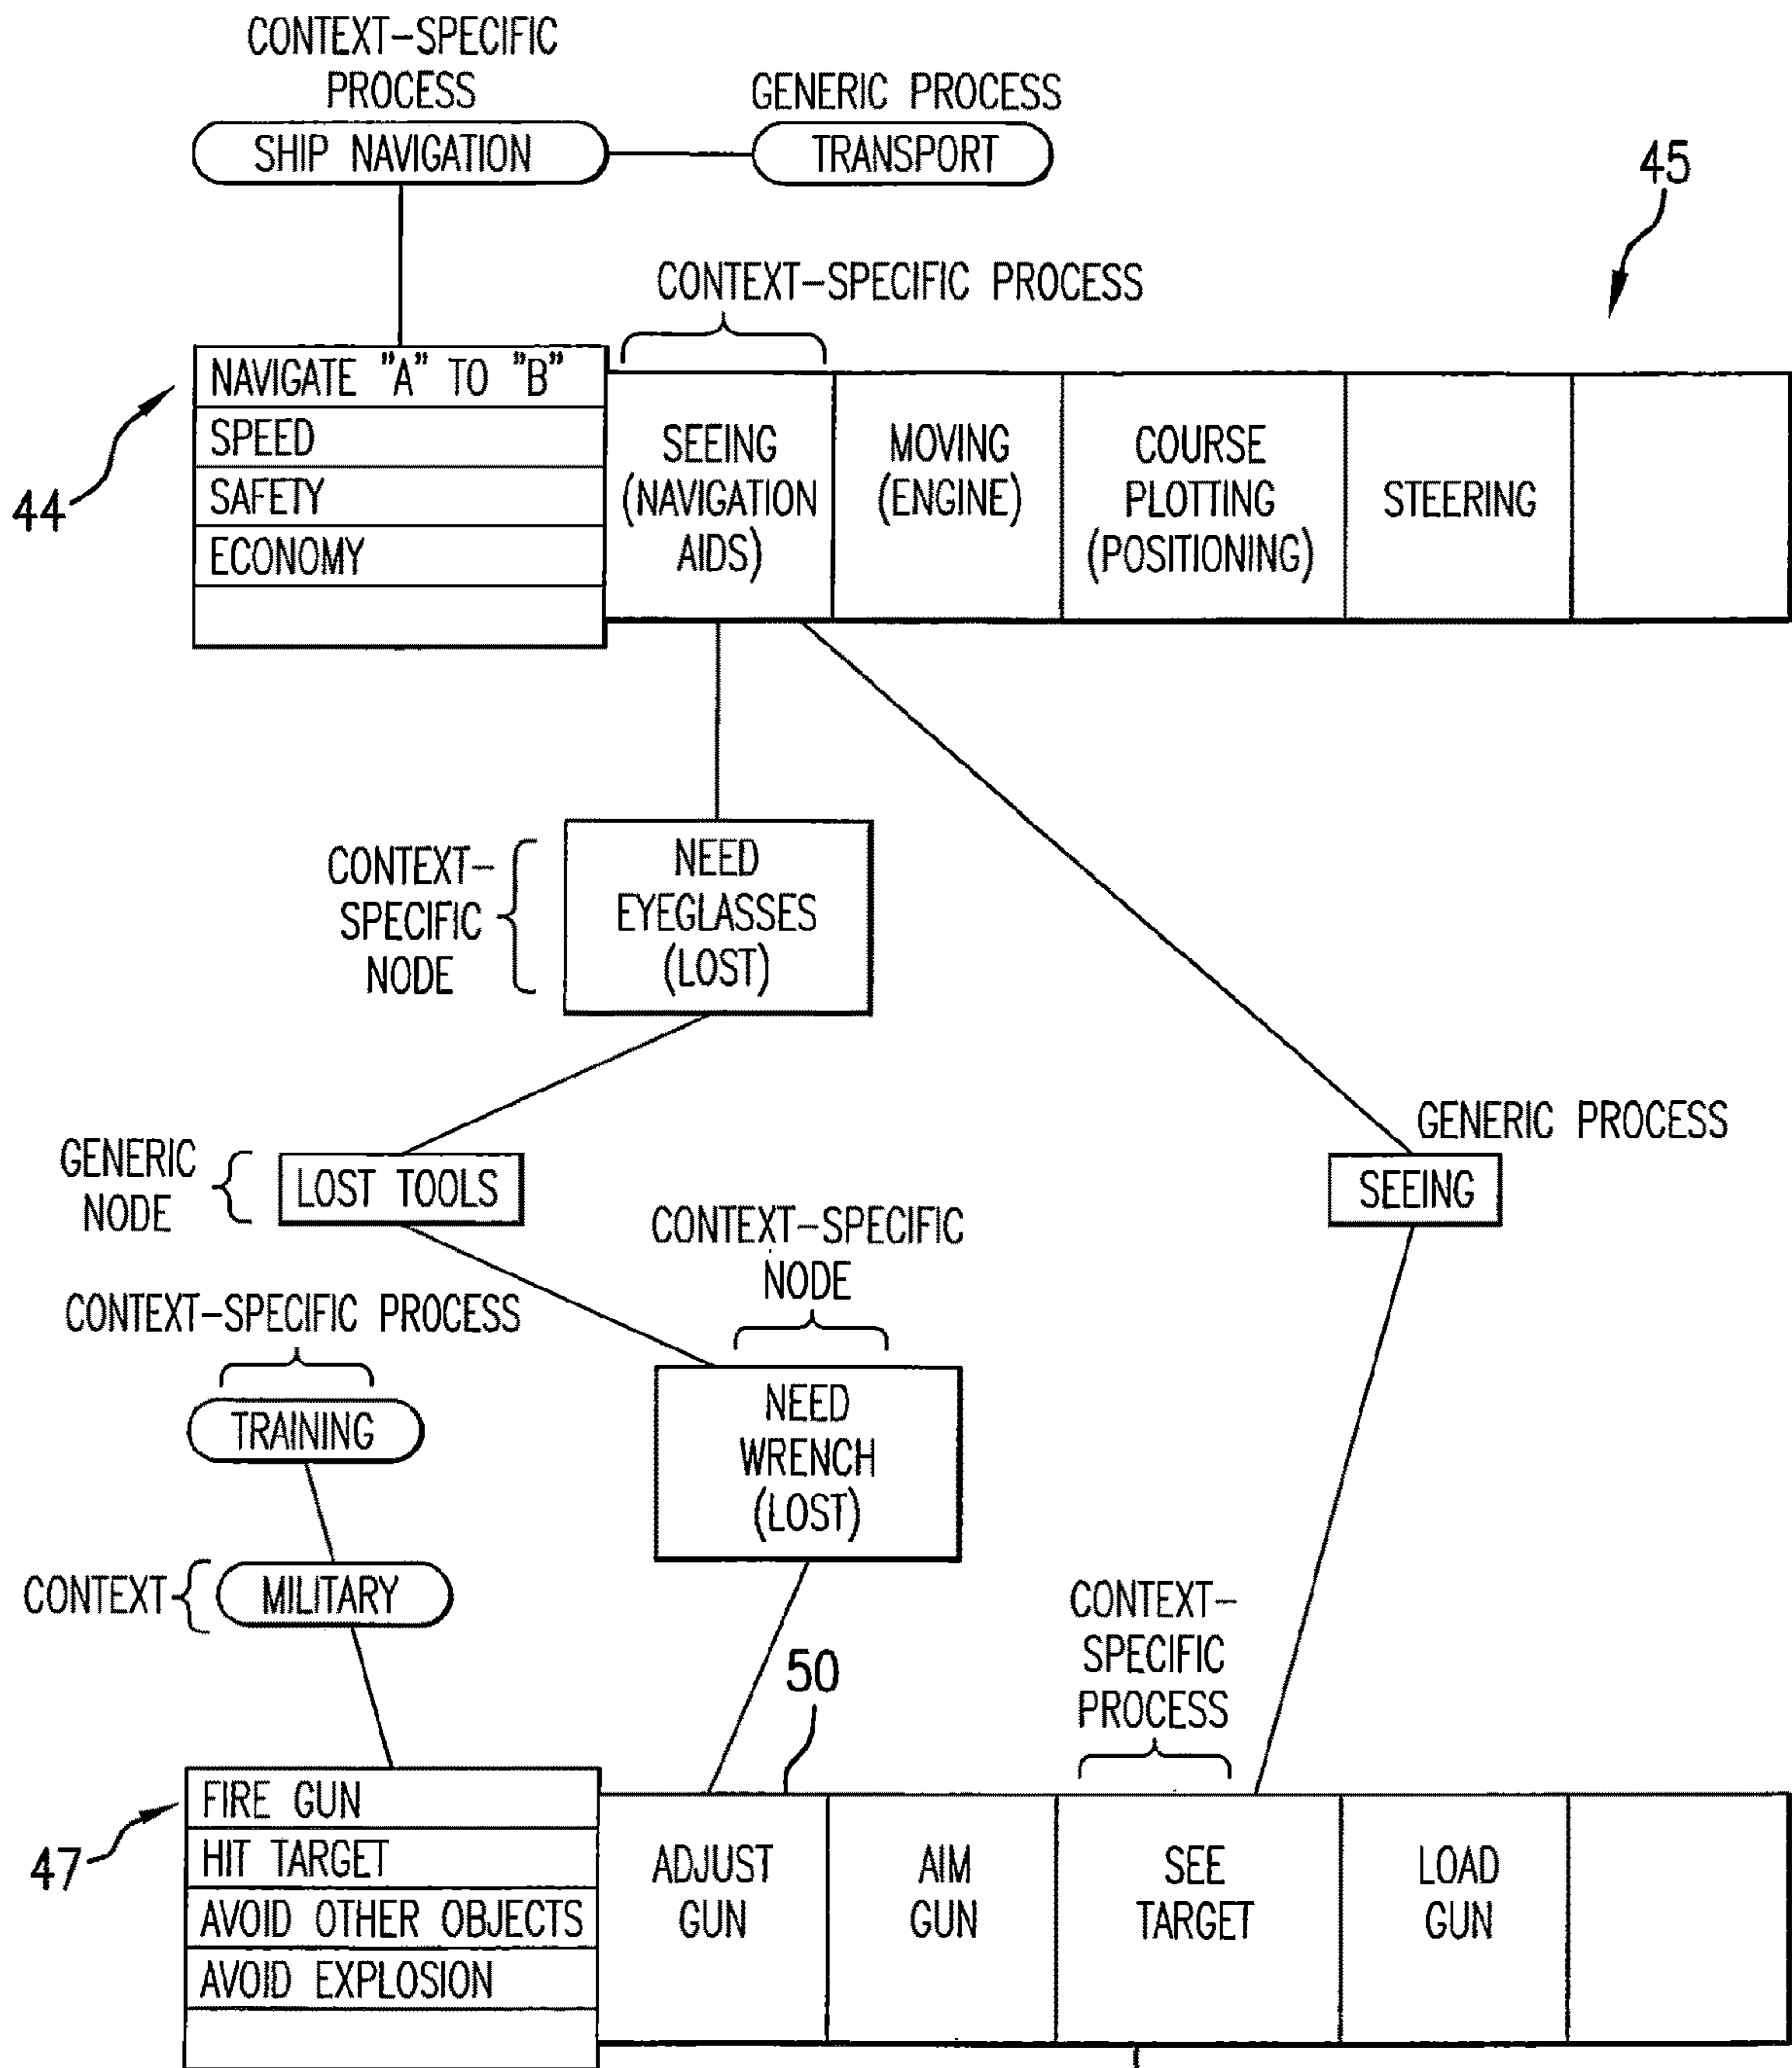 CONTEXT-SPECIFIC
PROCESS
SHIP NAVIGATION
GENERIC PROCESS
TRANSPORT
45
CONTEXT-SPECIFIC PROCESS
44
NAVIGATE "A" TO "B"
SPEED
SAFETY
ECONOMY
SEEING
(NAVIGATION
AIDS)
MOVING
(ENGINE)
COURSE
PLOTTING
(POSITIONING)
STEERING
CONTEXT-
SPECIFIC
NODE
NEED
EYEGLASSES
(LOST)
GENERIC PROCESS
SEEING
GENERIC
NODE
LOST TOOLS
CONTEXT-SPECIFIC
NODE
NEED
WRENCH
(LOST)
CONTEXT-SPECIFIC PROCESS
TRAINING
CONTEXT
MILITARY
50
CONTEXT-
SPECIFIC
PROCESS
47
FIRE GUN
HIT TARGET
AVOID OTHER OBJECTS
AVOID EXPLOSION
ADJUST
GUN
AIM
GUN
SEE
TARGET
LOAD
GUN